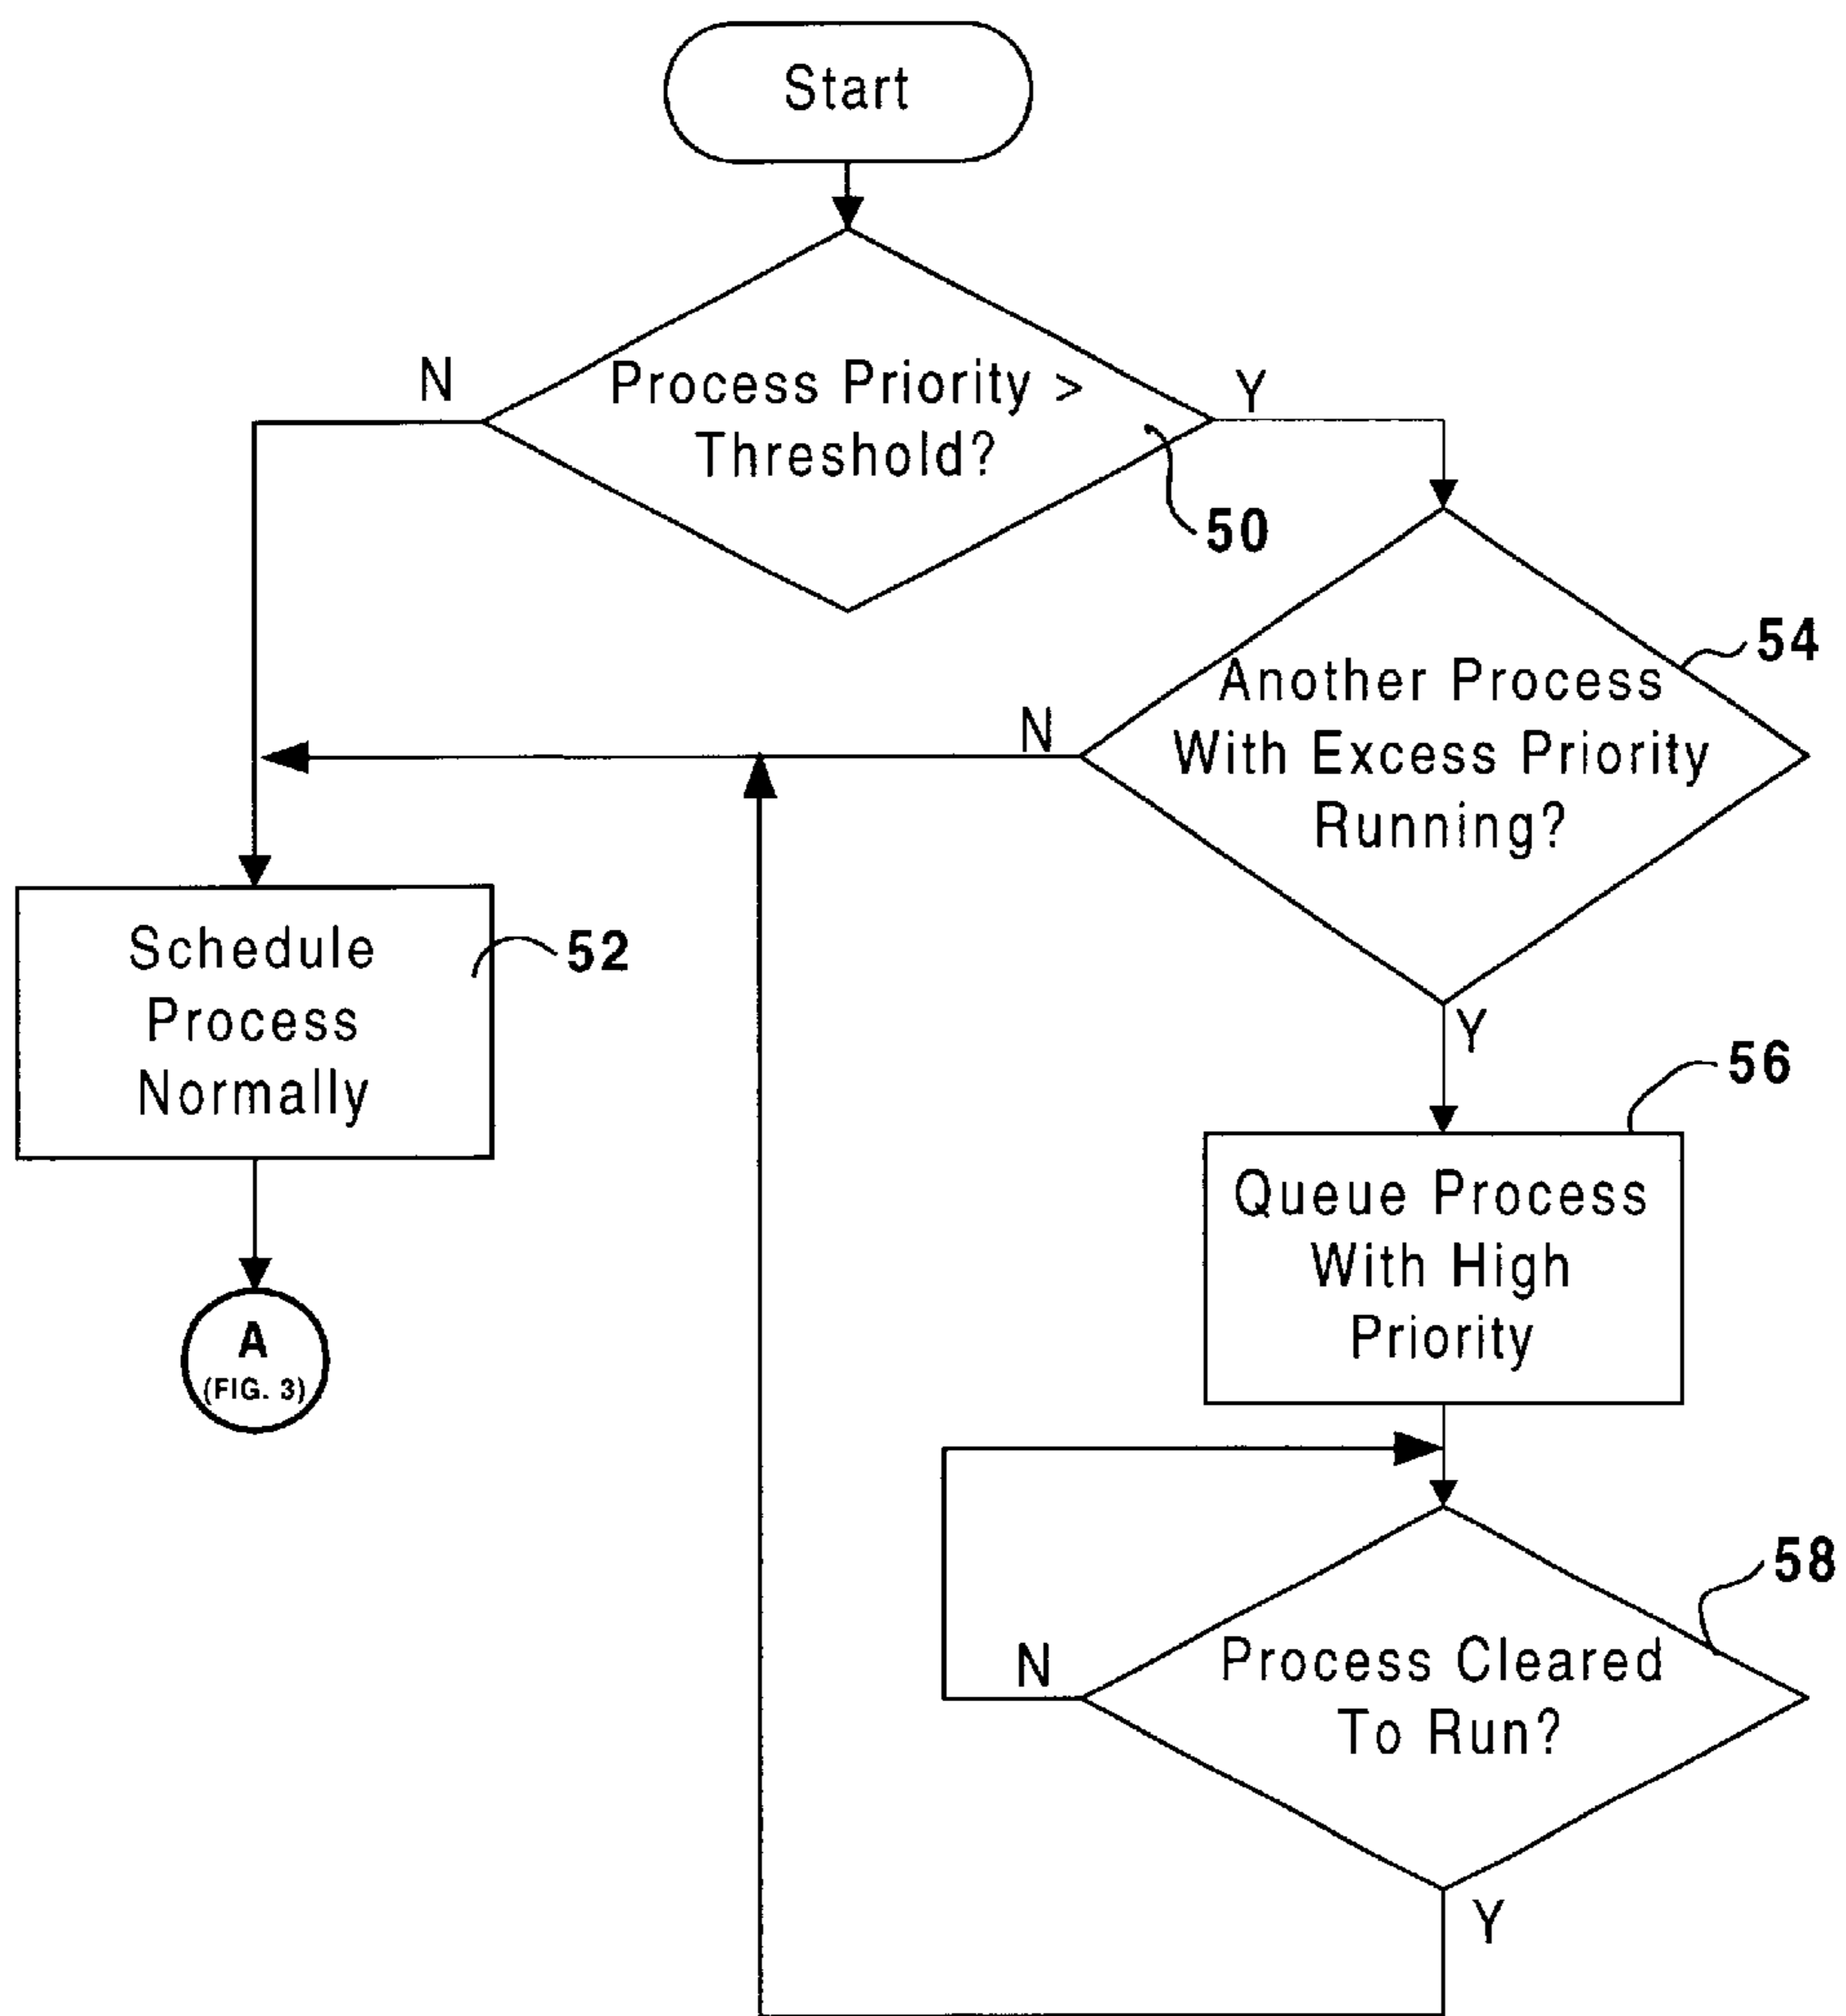 Start
N
Process Priority >
Threshold?
Y
50
54
Another Process
With Excess Priority
Running?
N
Y
Schedule
Process
Normally
52
56
Queue Process
With High
Priority
A
(FIG. 3)
58
N
Process Cleared
To Run?
Y